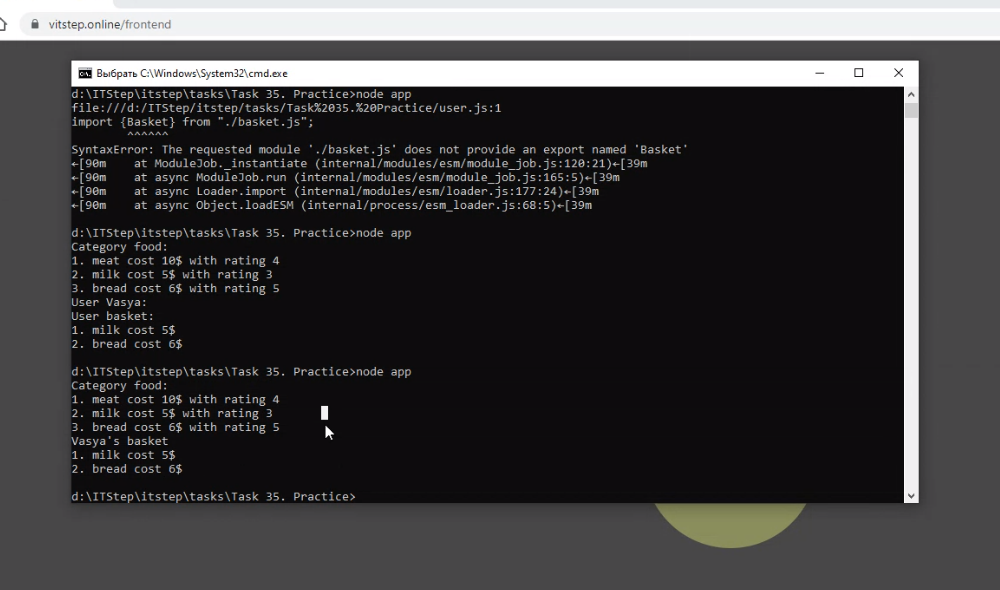 vitstep.online/frontend
Выбрать C:\Windows\System32\cmd.exe
d:\ITStep\itstep\tasks\Task 35. Practice>node app
file:///d:/ITStep/itstep/tasks/Task%2035.%20Practice/user.js:1
import {Basket} from "./basket.js";
        ^^^^^^
SyntaxError: The requested module './basket.js' does not provide an export named 'Basket'
←[90m    at ModuleJob._instantiate (internal/modules/esm/module_job.js:120:21)←[39m
←[90m    at async ModuleJob.run (internal/modules/esm/module_job.js:165:5)←[39m
←[90m    at async Loader.import (internal/modules/esm/loader.js:177:24)←[39m
←[90m    at async Object.loadESM (internal/process/esm_loader.js:68:5)←[39m
d:\ITStep\itstep\tasks\Task 35. Practice>node app
Category food:
1. meat cost 10$ with rating 4
2. milk cost 5$ with rating 3
3. bread cost 6$ with rating 5
User Vasya:
User basket:
1. milk cost 5$
2. bread cost 6$
d:\ITStep\itstep\tasks\Task 35. Practice>node app
Category food:
1. meat cost 10$ with rating 4
2. milk cost 5$ with rating 3
3. bread cost 6$ with rating 5
Vasya's basket
1. milk cost 5$
2. bread cost 6$
d:\ITStep\itstep\tasks\Task 35. Practice>